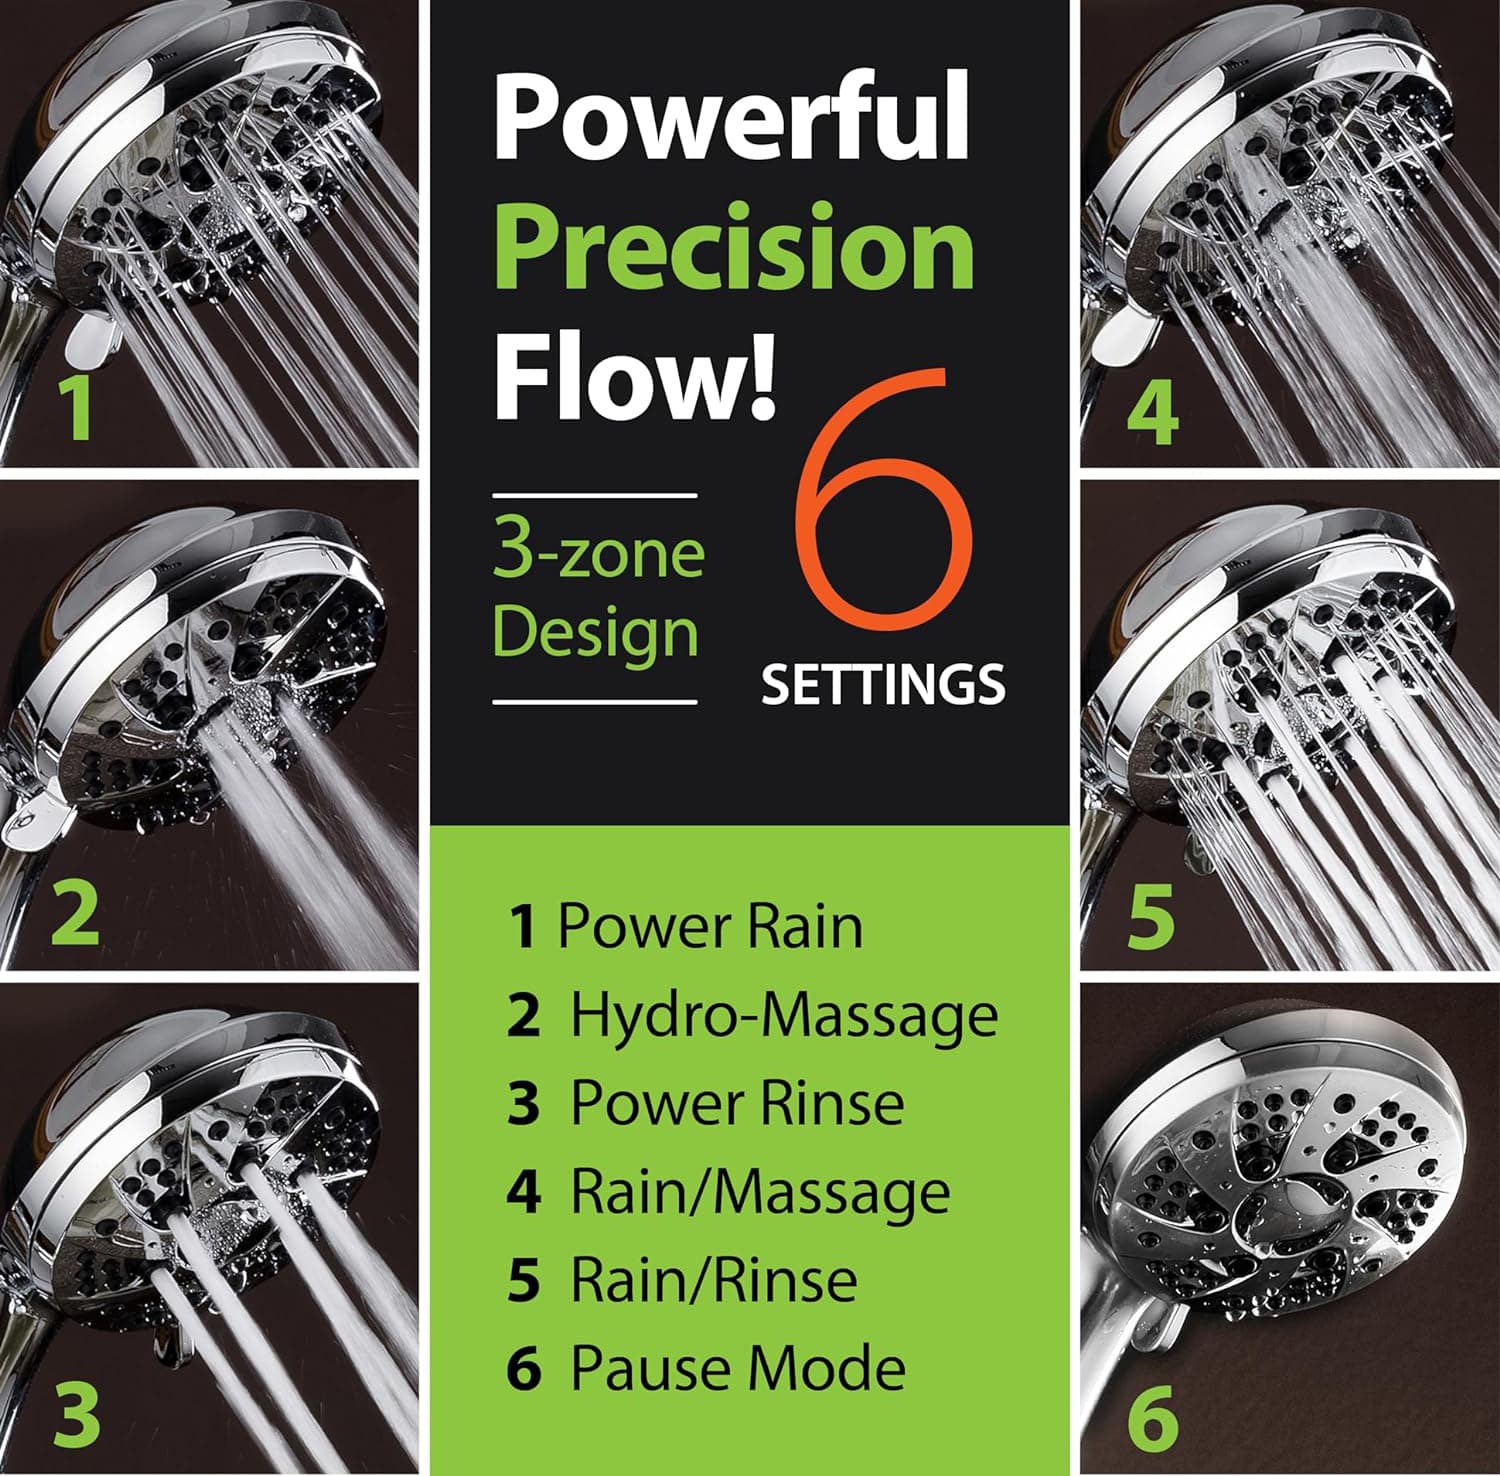 Powerful
Precision
Flow!
3-zone
Design
6
SETTINGS
1 Power Rain
2 Hydro-Massage
3 Power Rinse
4 Rain/Massage
5 Rain/Rinse
6 Pause Mode
1
2
3
4
5
6